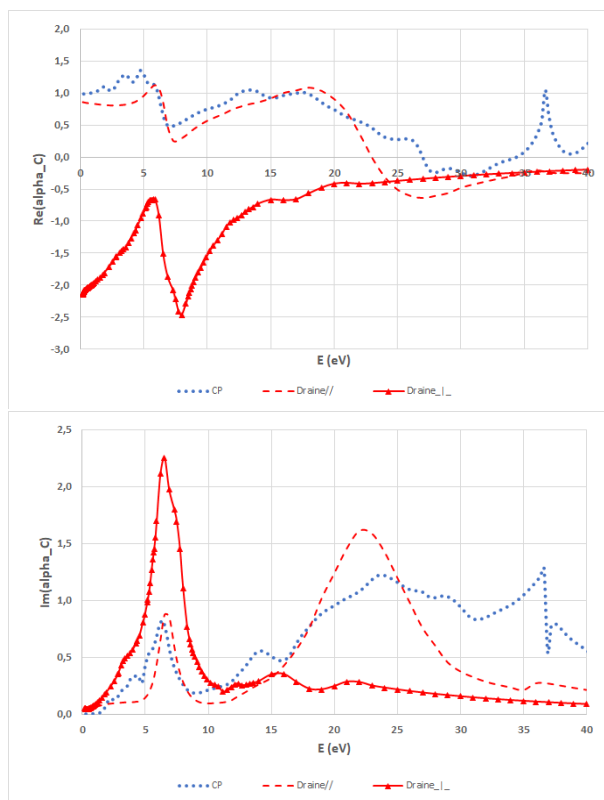 2,0
1,5
1,0
0,5
0,0
-0,5
-1,0
-1,5
-2,0
-2,5
-3,0
Re(alpha_C)
0 5 10 15 20 25 30 35 40
E (eV)
CP Draine// Draine_|_
2,5
2,0
1,5
1,0
0,5
0,0
Im(alpha_C)
0 5 10 15 20 25 30 35 40
E (eV)
CP Draine// Draine_|_